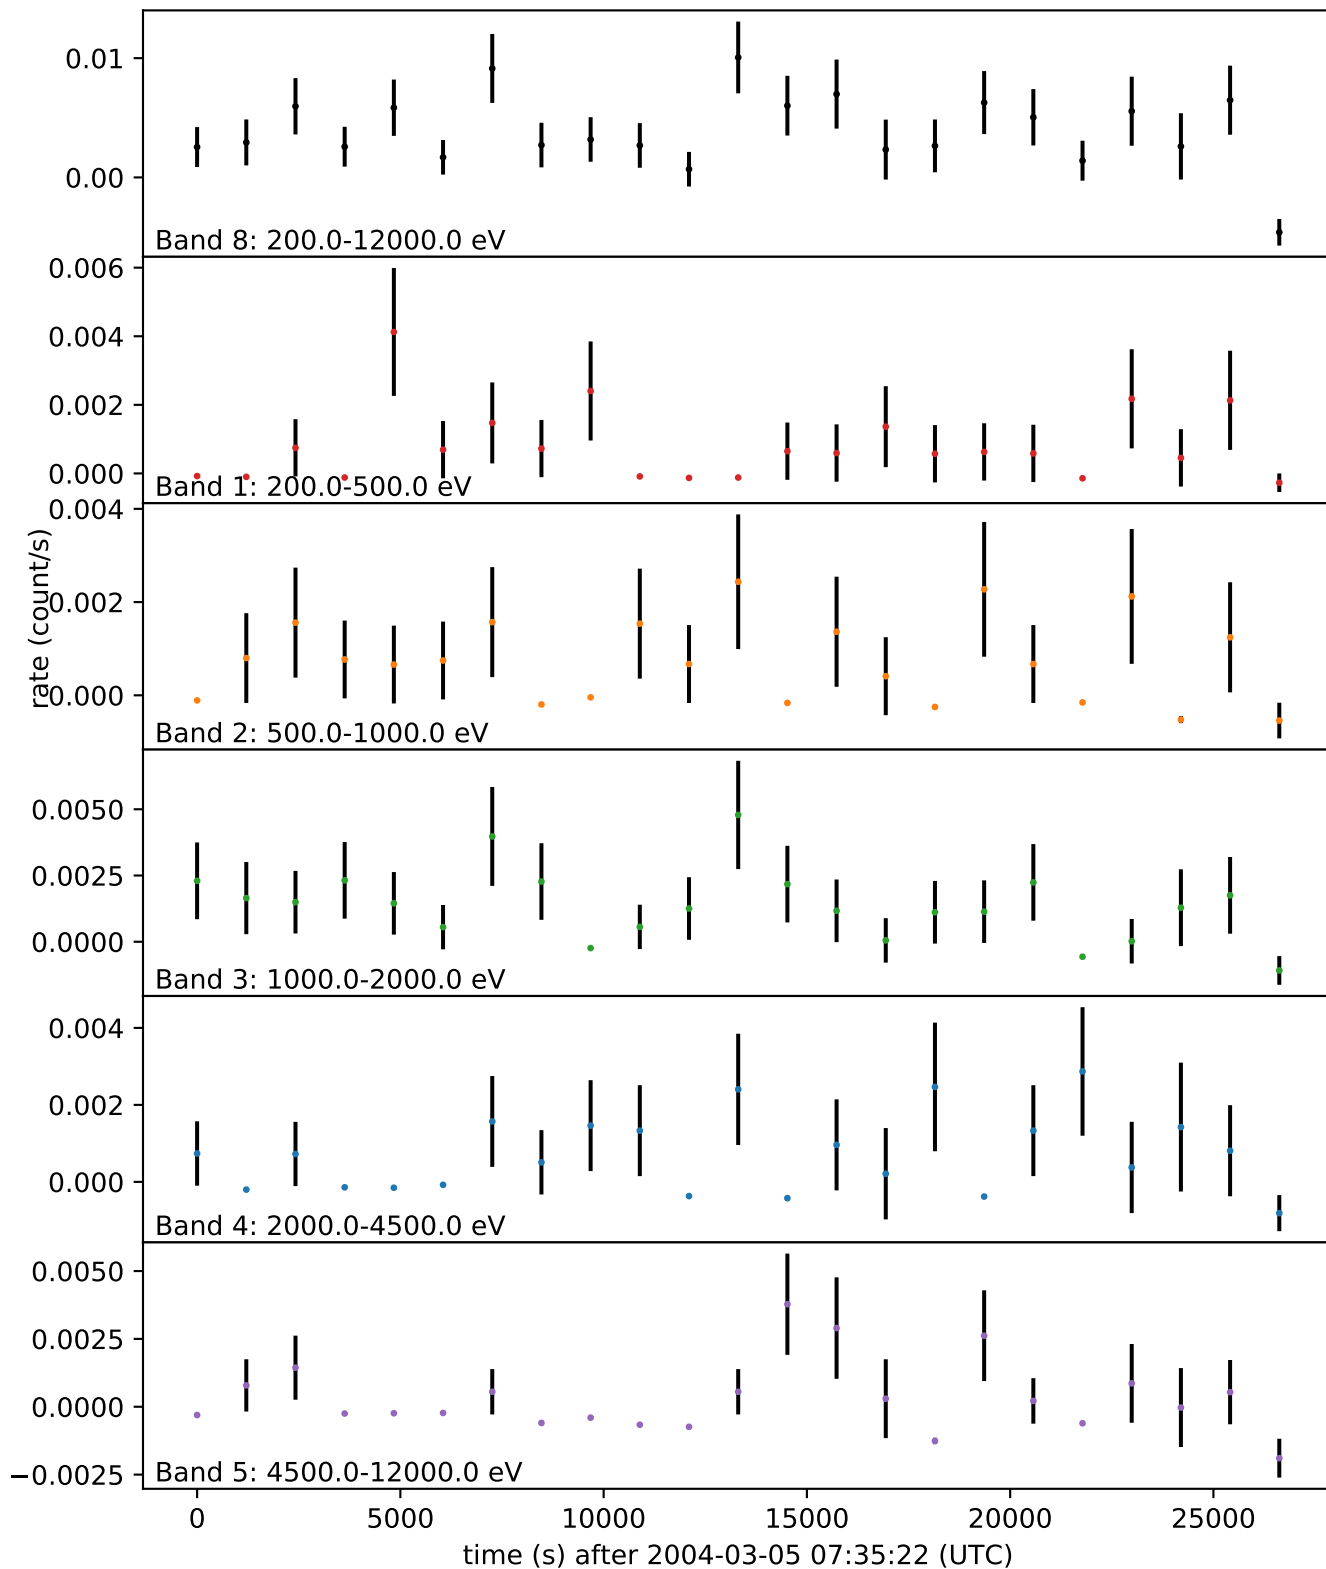 0.01
0.00
Band 8: 200.0-12000.0 eV
0.006
0.004
0.002
0.000
Band 1: 200.0-500.0 eV
0.004
0.002
0.000
rate (count/s)
Band 2: 500.0-1000.0 eV
0.0050
0.0025
0.0000
Band 3: 1000.0-2000.0 eV
0.004
0.002
0.000
Band 4: 2000.0-4500.0 eV
0.0050
0.0025
0.0000
−0.0025
Band 5: 4500.0-12000.0 eV
0 5000 10000 15000 20000 25000
time (s) after 2004-03-05 07:35:22 (UTC)